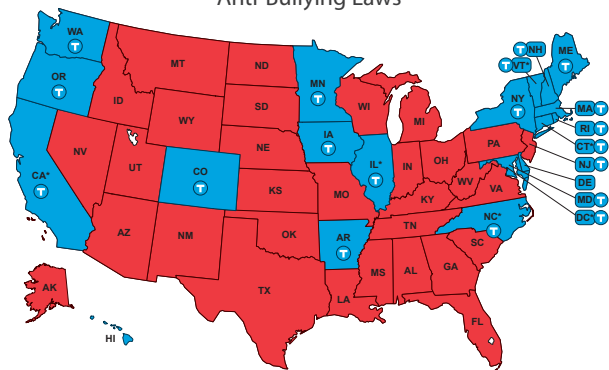 Anti-Bullying Laws
WA
T
OR
T
CA*
T
NV
ID
MT
WY
UT
CO
T
AZ
NM
ND
SD
NE
KS
OK
TX
MN
T
IA
T
MO
AR
T
LA
WI
IL*
T
MI
IN
OH
KY
TN
MS
AL
GA
FL
SC
NC*
T
VA
WV
PA
NY
T
T VT*
T NH
ME
T
MA T
RI T
CT* T
NJ T
DE
MD T
DC* T
AK
HI